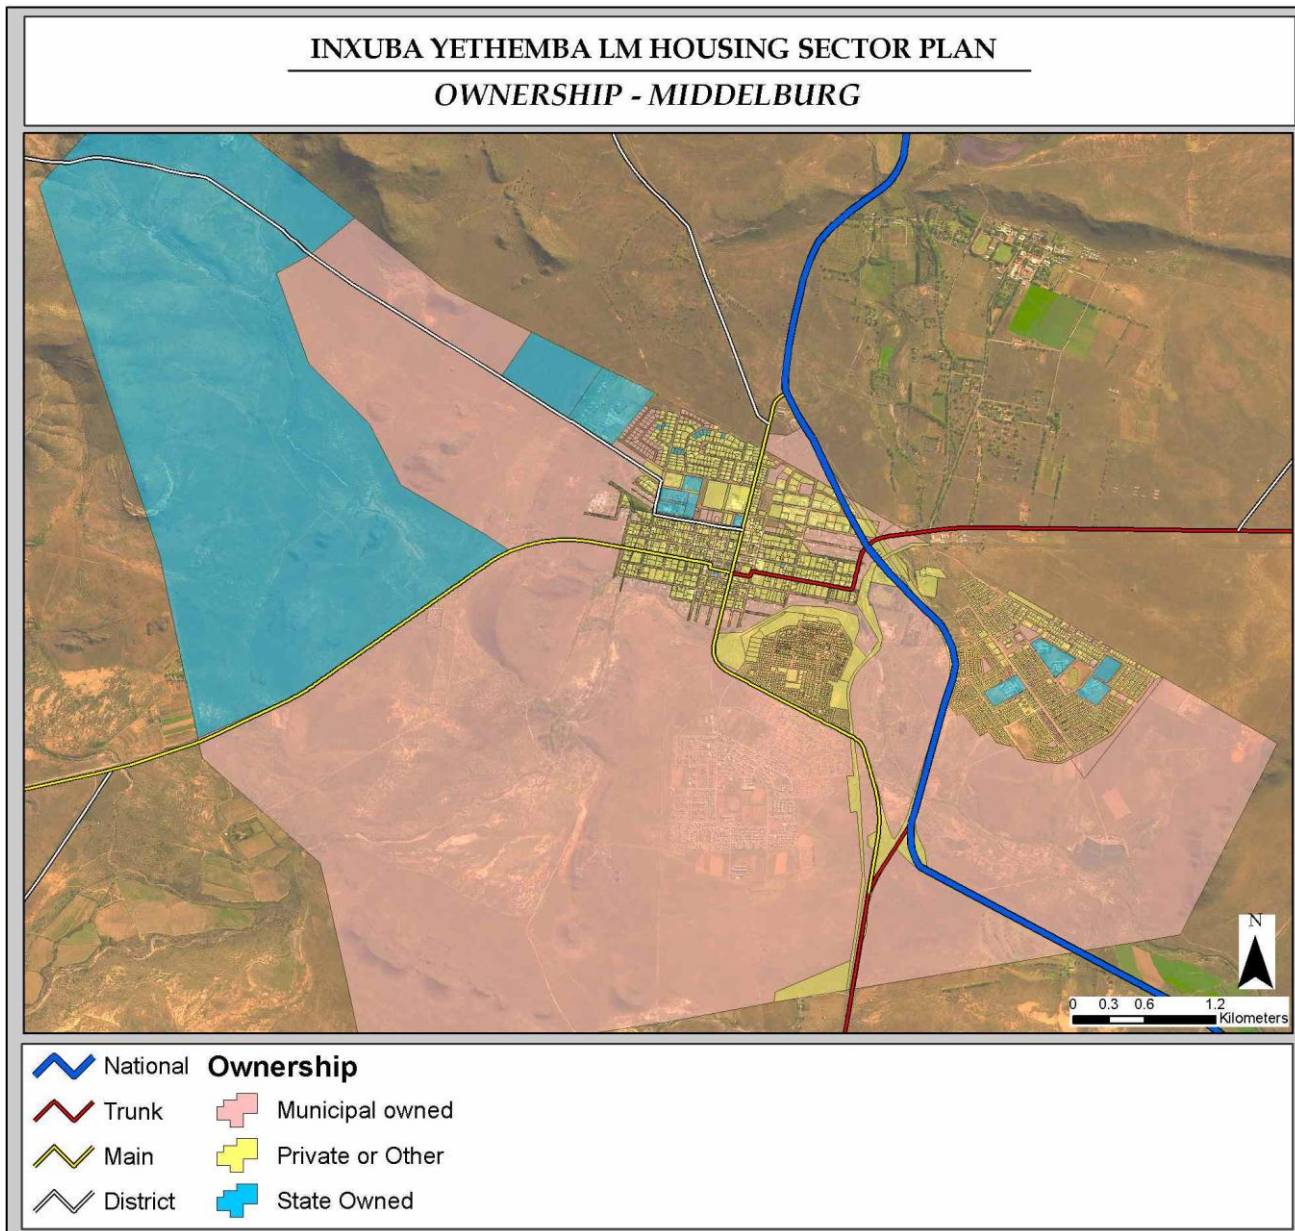 INXUBA YETHEMBA LM HOUSING SECTOR PLAN
OWNERSHIP - MIDDELBURG
N
0 0.3 0.6 1.2
Kilometers
National
Trunk
Main
District
Ownership
Municipal owned
Private or Other
State Owned